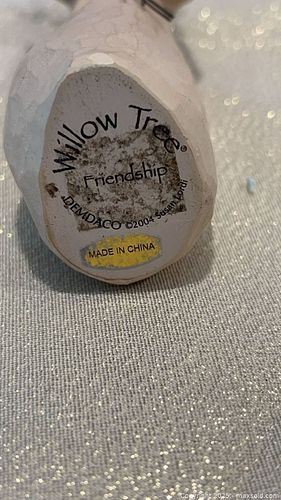 Willow Tree®
Friendship
DEMDACO ©2004 Susan Lordi
MADE IN CHINA
Copyright 2025 - maxsold.com